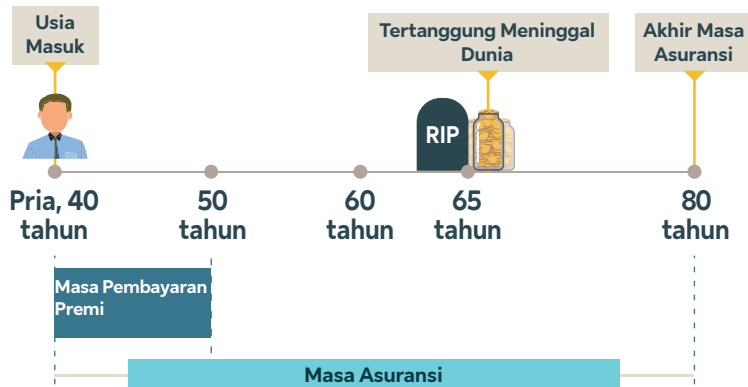 Usia
Masuk
Tertanggung Meninggal
Dunia
Akhir Masa
Asuransi
RIP
Pria, 40
tahun
50
tahun
60
tahun
65
tahun
80
tahun
Masa Pembayaran
Premi
Masa Asuransi